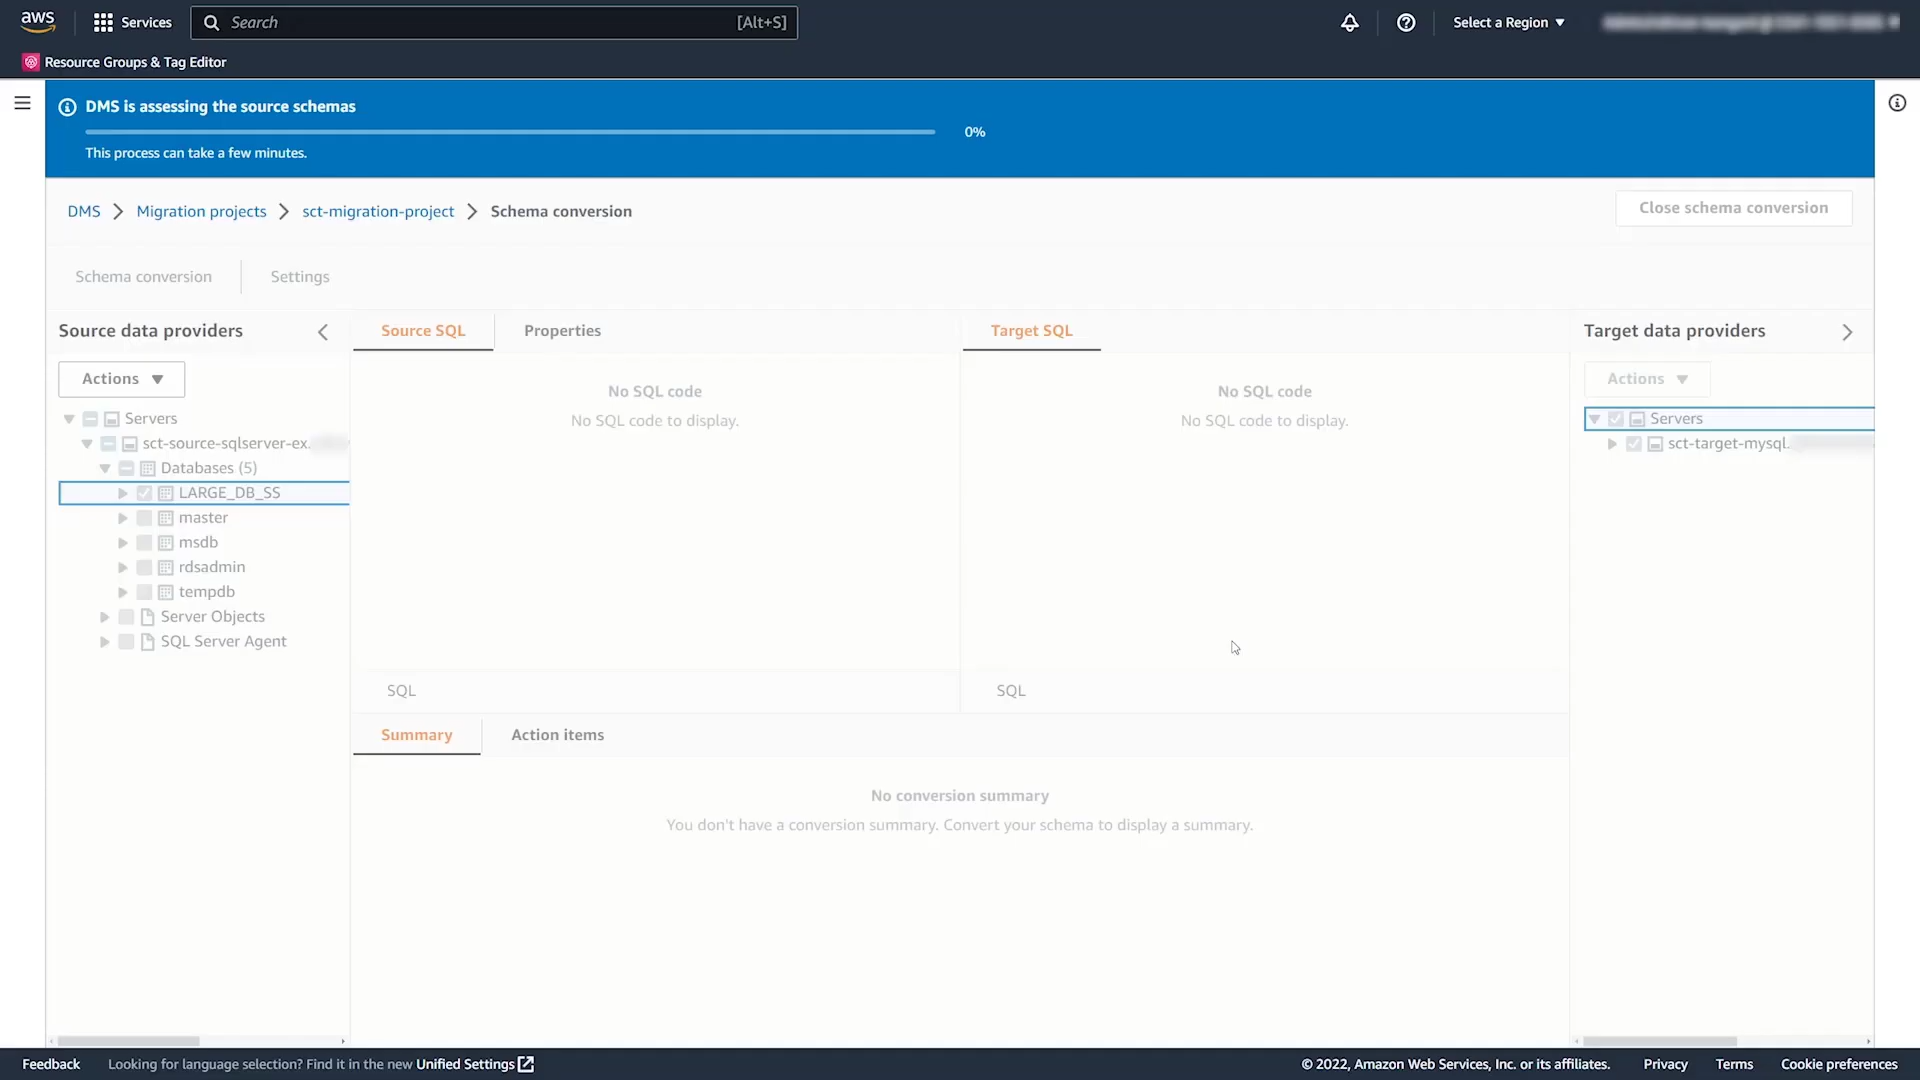 aws
Services
Search
[Alt+S]
Select a Region
Resource Groups & Tag Editor
DMS is assessing the source schemas
0%
This process can take a few minutes.
DMS
Migration projects
sct-migration-project
Schema conversion
Close schema conversion
Schema conversion
Settings
Source data providers
Source SQL
Properties
Target SQL
Target data providers
Actions
No SQL code
No SQL code to display.
No SQL code
No SQL code to display.
Actions
Servers
sct-source-sqlserver-ex.
Databases (5)
LARGE_DB_SS
master
msdb
rdsadmin
tempdb
Server Objects
SQL Server Agent
Servers
sct-target-mysql.
SQL
SQL
Summary
Action items
No conversion summary
You don't have a conversion summary. Convert your schema to display a summary.
Feedback
Looking for language selection? Find it in the new Unified Settings
© 2022, Amazon Web Services, Inc. or its affiliates.
Privacy
Terms
Cookie preferences